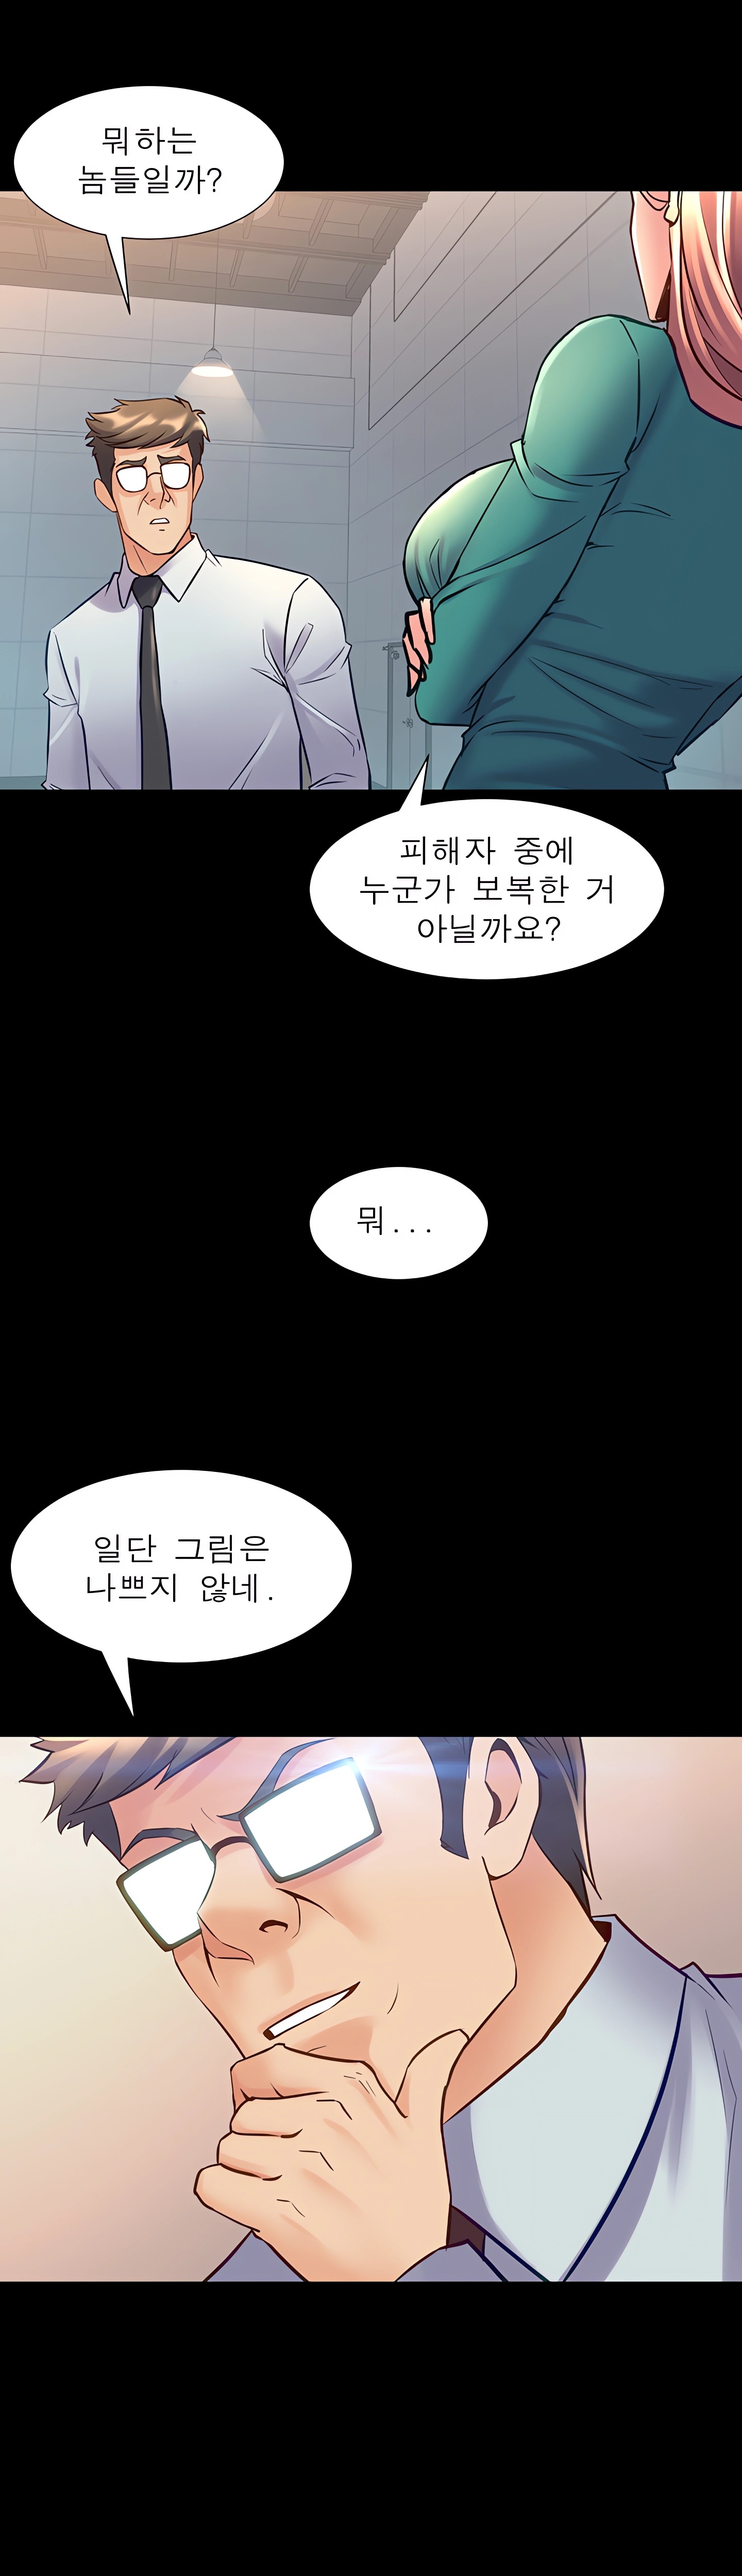 뭐하는
놈들일까?
피해자 중에
누군가 보복한 거
아닐까요?
뭐...
일단 그림은
나쁘지 않네.